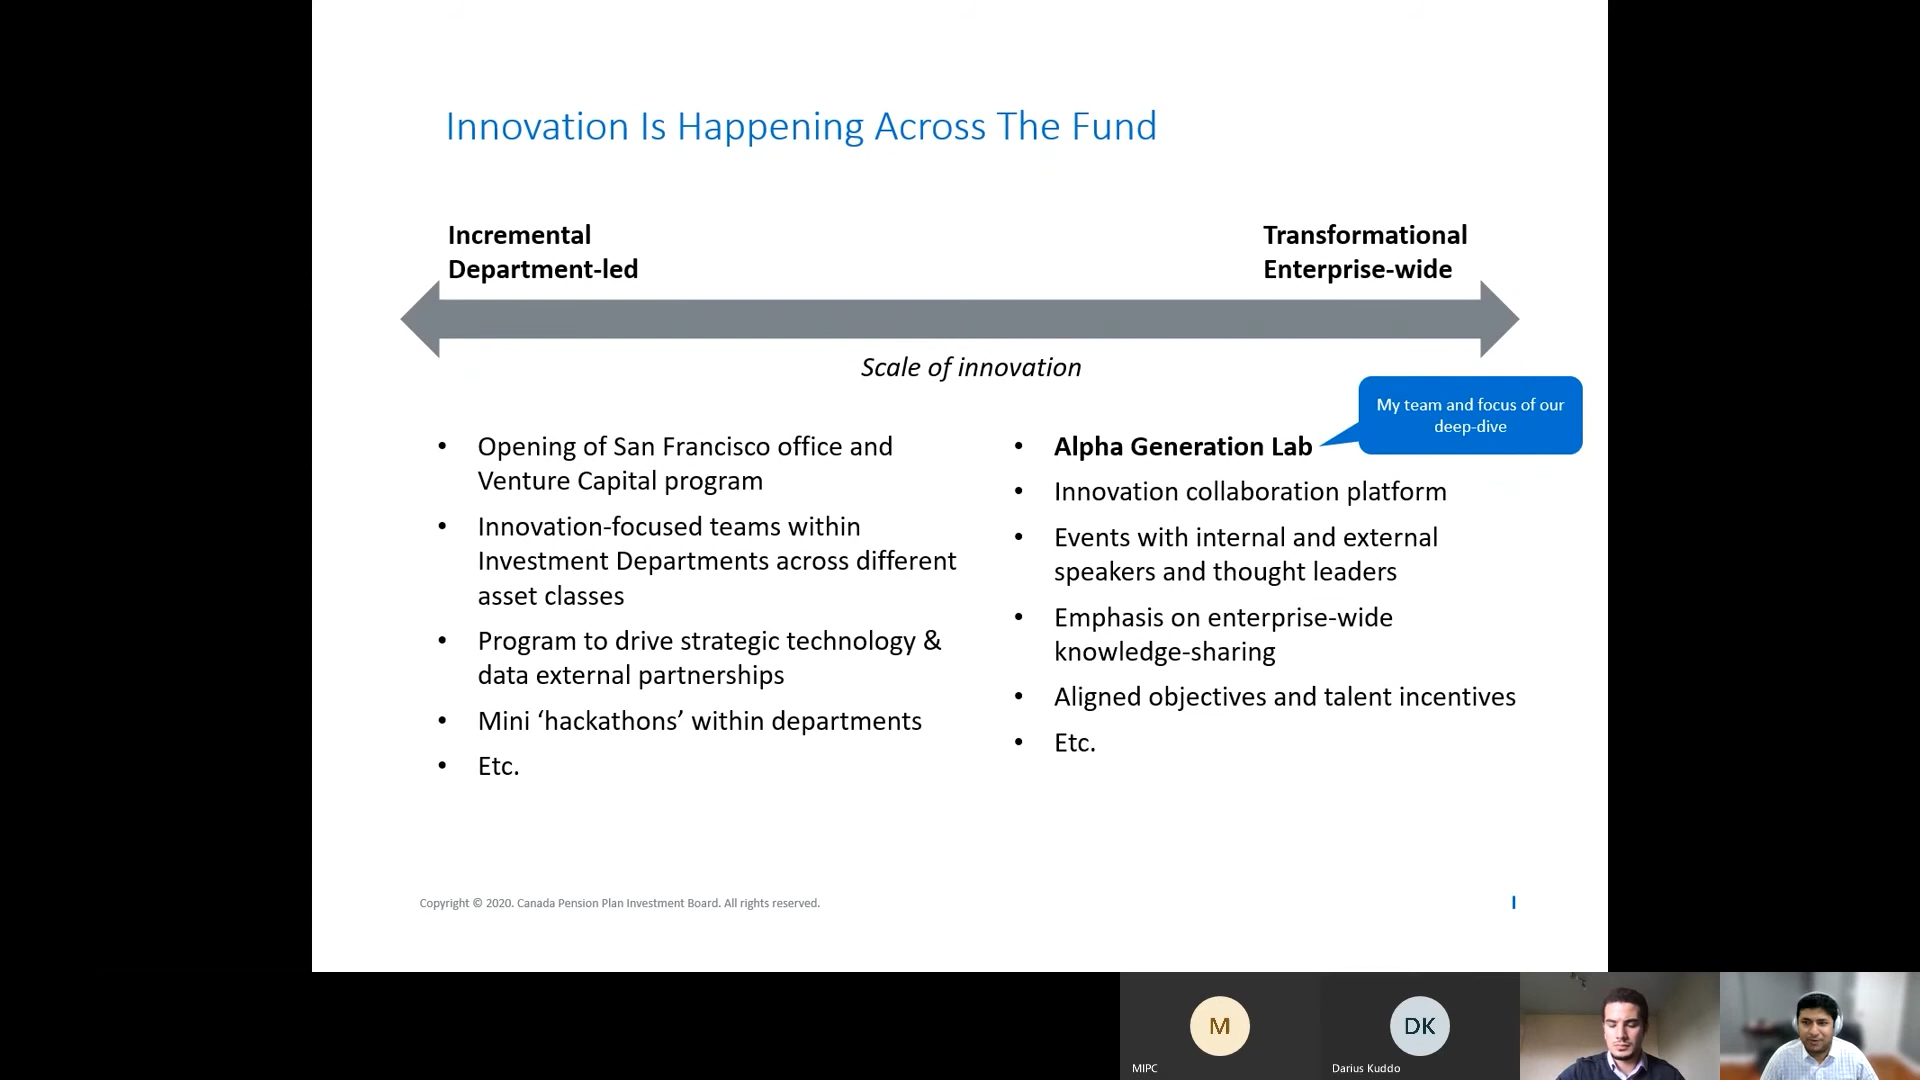 Innovation Is Happening Across The Fund
Incremental
Department-led
Transformational
Enterprise-wide
Scale of innovation
My team and focus of our
deep-dive
• Opening of San Francisco office and
Venture Capital program
• Innovation-focused teams within
Investment Departments across different
asset classes
• Program to drive strategic technology &
data external partnerships
• Mini ‘hackathons’ within departments
• Etc.
• Alpha Generation Lab
• Innovation collaboration platform
• Events with internal and external
speakers and thought leaders
• Emphasis on enterprise-wide
knowledge-sharing
• Aligned objectives and talent incentives
• Etc.
Copyright © 2020. Canada Pension Plan Investment Board. All rights reserved.
I
M
MIPC
DK
Darius Kuddo